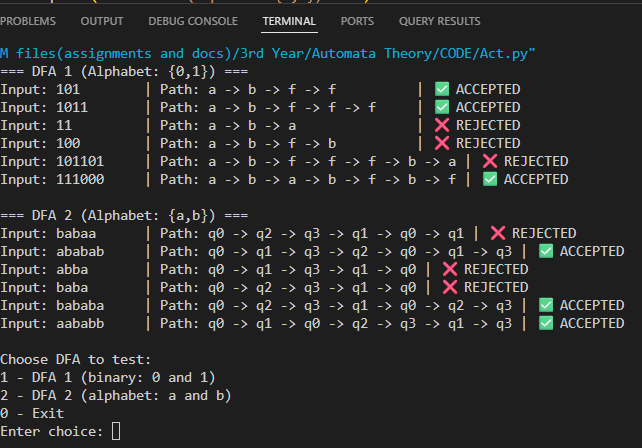 PROBLEMS OUTPUT DEBUG CONSOLE TERMINAL PORTS QUERY RESULTS
M files(assignments and docs)/3rd Year/Automata Theory/CODE/Act.py"
=== DFA 1 (Alphabet: {0,1}) ===
Input: 101 | Path: a -> b -> f -> f | ✅ ACCEPTED
Input: 1011 | Path: a -> b -> f -> f -> f | ✅ ACCEPTED
Input: 11 | Path: a -> b -> a | ❌ REJECTED
Input: 100 | Path: a -> b -> f -> b | ❌ REJECTED
Input: 101101 | Path: a -> b -> f -> f -> f -> b -> a | ❌ REJECTED
Input: 111000 | Path: a -> b -> a -> b -> f -> b -> f | ✅ ACCEPTED
=== DFA 2 (Alphabet: {a,b}) ===
Input: babaa | Path: q0 -> q2 -> q3 -> q1 -> q0 -> q1 | ❌ REJECTED
Input: ababab | Path: q0 -> q1 -> q3 -> q2 -> q0 -> q1 -> q3 | ✅ ACCEPTED
Input: abba | Path: q0 -> q1 -> q3 -> q1 -> q0 | ❌ REJECTED
Input: baba | Path: q0 -> q2 -> q3 -> q1 -> q0 | ❌ REJECTED
Input: bababa | Path: q0 -> q2 -> q3 -> q1 -> q0 -> q2 -> q3 | ✅ ACCEPTED
Input: aababb | Path: q0 -> q1 -> q0 -> q2 -> q3 -> q1 -> q3 | ✅ ACCEPTED
Choose DFA to test:
1 - DFA 1 (binary: 0 and 1)
2 - DFA 2 (alphabet: a and b)
0 - Exit
Enter choice: